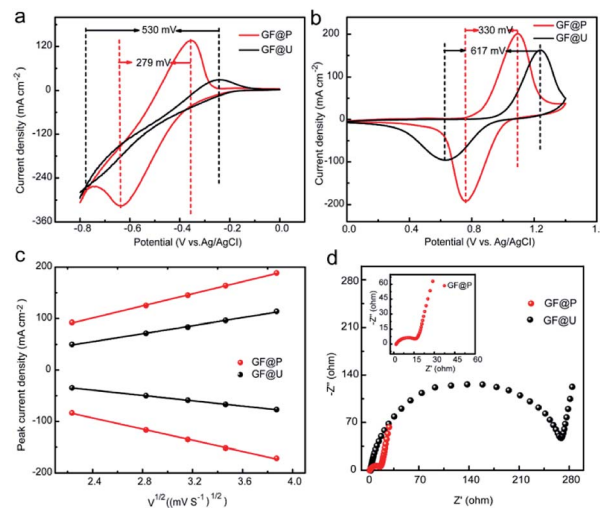 a
530 mV
279 mV
GF@P
GF@U
Current density (mA cm⁻²)
120
0
-120
-240
-360
-0.8 -0.6 -0.4 -0.2 0.0
Potential (V vs.Ag/AgCl)
b
330 mV
617 mV
GF@P
GF@U
Current density (mA cm⁻²)
200
100
0
-100
-200
0.0 0.4 0.8 1.2 1.
Potential (V vs. Ag/AgCl)
c
GF@P
GF@U
Peak current density (mA cm⁻²)
200
100
0
-100
-200
2.4 2.8 3.2 3.6 4.0
V¹/²((mV S⁻¹)¹/²)
d
GF@P
GF@U
-Z'' (ohm)
280
210
140
70
0
0 70 140 210 280
Z' (ohm)
GF@P
-Z'' (ohm)
60
45
30
15
0
0 15 30 45 60
Z' (ohm)